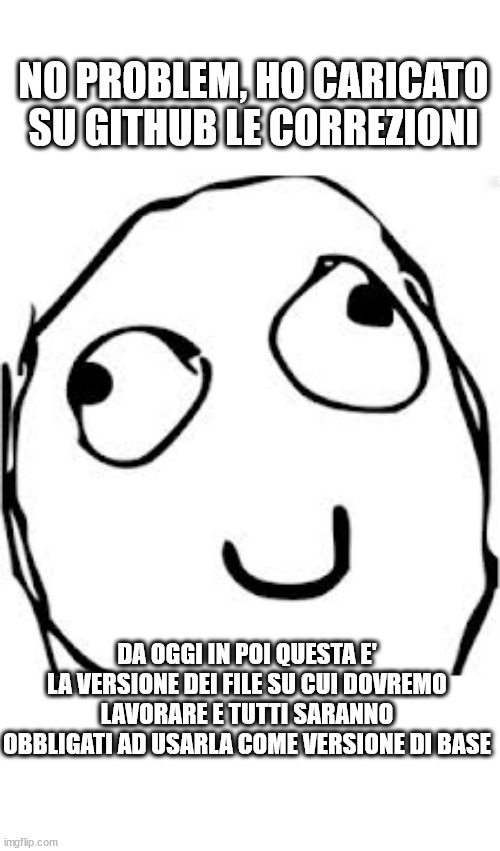 NO PROBLEM, HO CARICATO
SU GITHUB LE CORREZIONI
DA OGGI IN POI QUESTA E'
LA VERSIONE DEI FILE SU CUI DOVREMO
LAVORARE E TUTTI SARANNO
OBBLIGATI AD USARLA COME VERSIONE DI BASE
imgflip.com